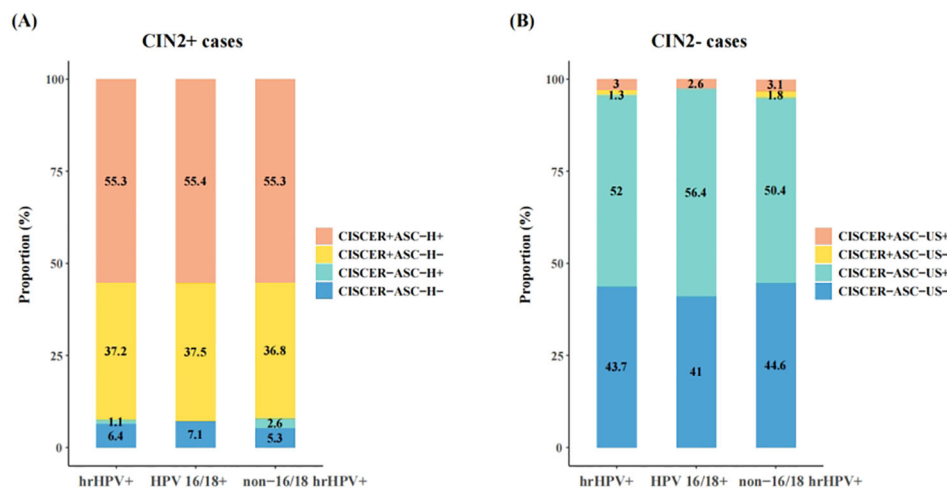 (A)
CIN2+ cases
Proportion (%)
100
75
50
25
0
55.3
55.4
55.3
37.2
37.5
36.8
1.1
2.6
6.4
7.1
5.3
hrHPV+
HPV 16/18+
non−16/18 hrHPV+
CISCER+ASC−H+
CISCER+ASC−H−
CISCER−ASC−H+
CISCER−ASC−H−
(B)
CIN2- cases
Proportion (%)
100
75
50
25
0
3
2.6
3.1
1.3
1.8
52
56.4
50.4
43.7
41
44.6
hrHPV+
HPV 16/18+
non−16/18 hrHPV+
CISCER+ASC−US+
CISCER+ASC−US−
CISCER−ASC−US+
CISCER−ASC−US−